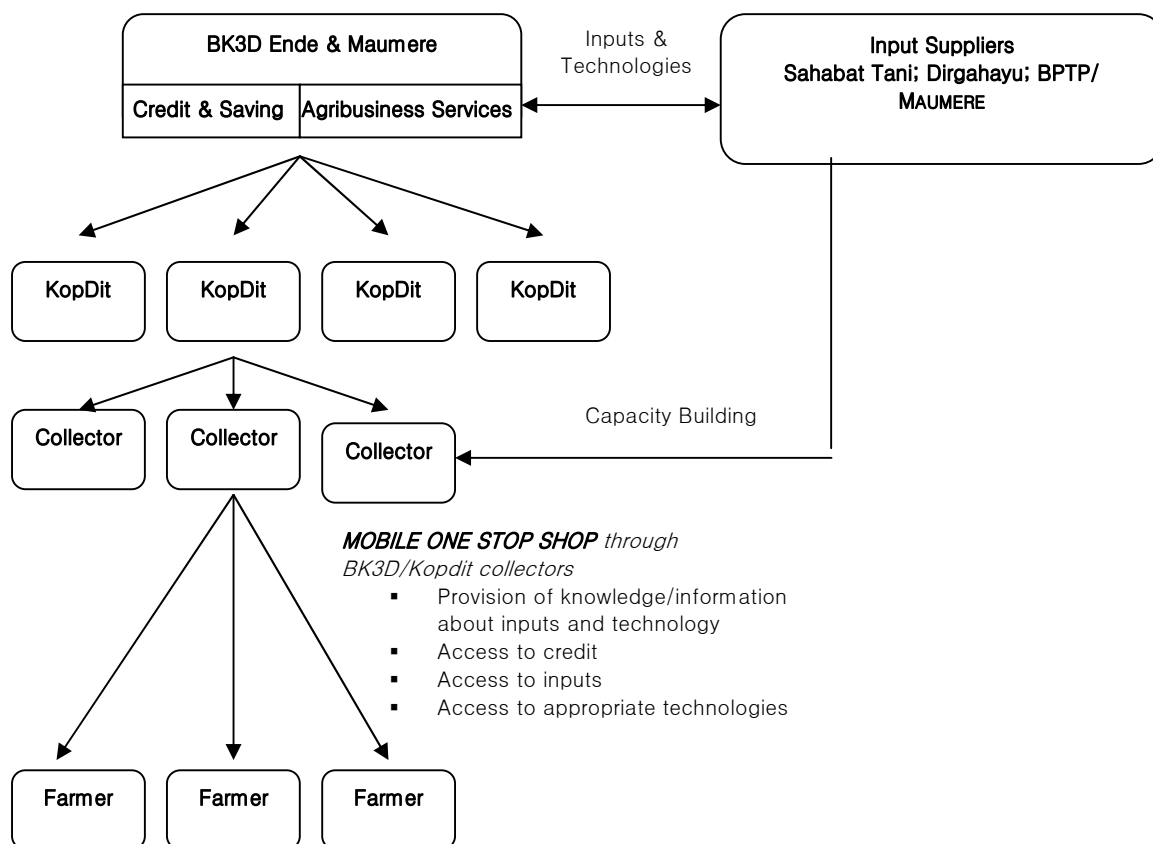 BK3D Ende & Maumere
Credit & Saving
Agribusiness Services
Inputs &
Technologies
Input Suppliers
Sahabat Tani; Dirgahayu; BPTP/
MAUMERE
KopDit
KopDit
KopDit
KopDit
Collector
Collector
Collector
Capacity Building
MOBILE ONE STOP SHOP through
BK3D/Kopdit collectors
▪ Provision of knowledge/information
about inputs and technology
▪ Access to credit
▪ Access to inputs
▪ Access to appropriate technologies
Farmer
Farmer
Farmer